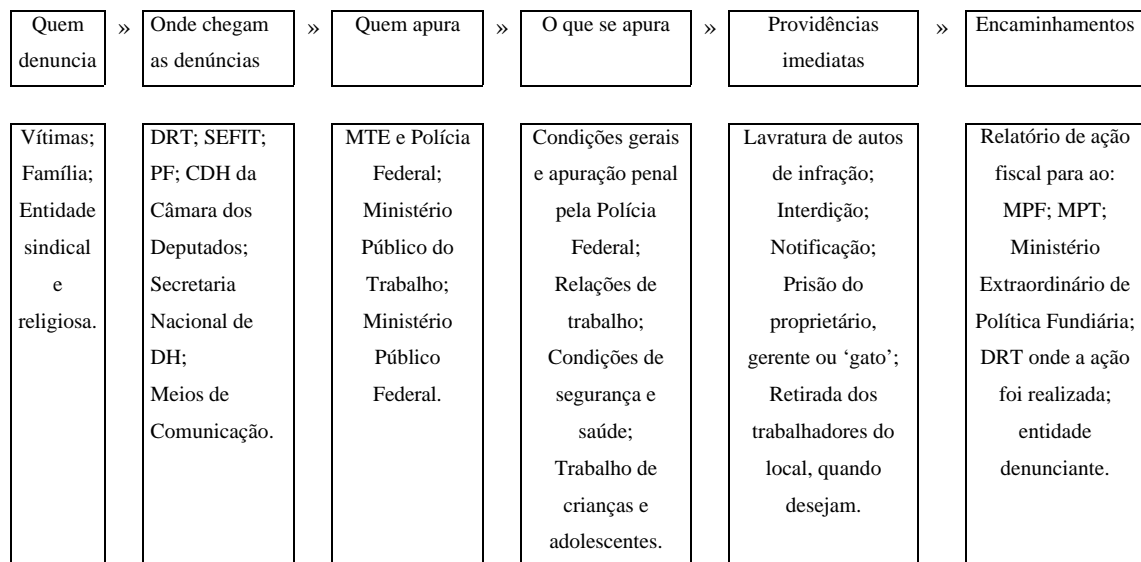 Quem
denuncia
»
Onde chegam
as denúncias
»
Quem apura
»
O que se apura
»
Providências
imediatas
»
Encaminhamentos
Vítimas;
Família;
Entidade
sindical
e
religiosa.
DRT; SEFIT;
PF; CDH da
Câmara dos
Deputados;
Secretaria
Nacional de
DH;
Meios de
Comunicação.
MTE e Polícia
Federal;
Ministério
Público do
Trabalho;
Ministério
Público
Federal.
Condições gerais
e apuração penal
pela Polícia
Federal;
Relações de
trabalho;
Condições de
segurança e
saúde;
Trabalho de
crianças e
adolescentes.
Lavratura de autos
de infração;
Interdição;
Notificação;
Prisão do
proprietário,
gerente ou ‘gato’;
Retirada dos
trabalhadores do
local, quando
desejam.
Relatório de ação
fiscal para ao:
MPF; MPT;
Ministério
Extraordinário de
Política Fundiária;
DRT onde a ação
foi realizada;
entidade
denunciante.